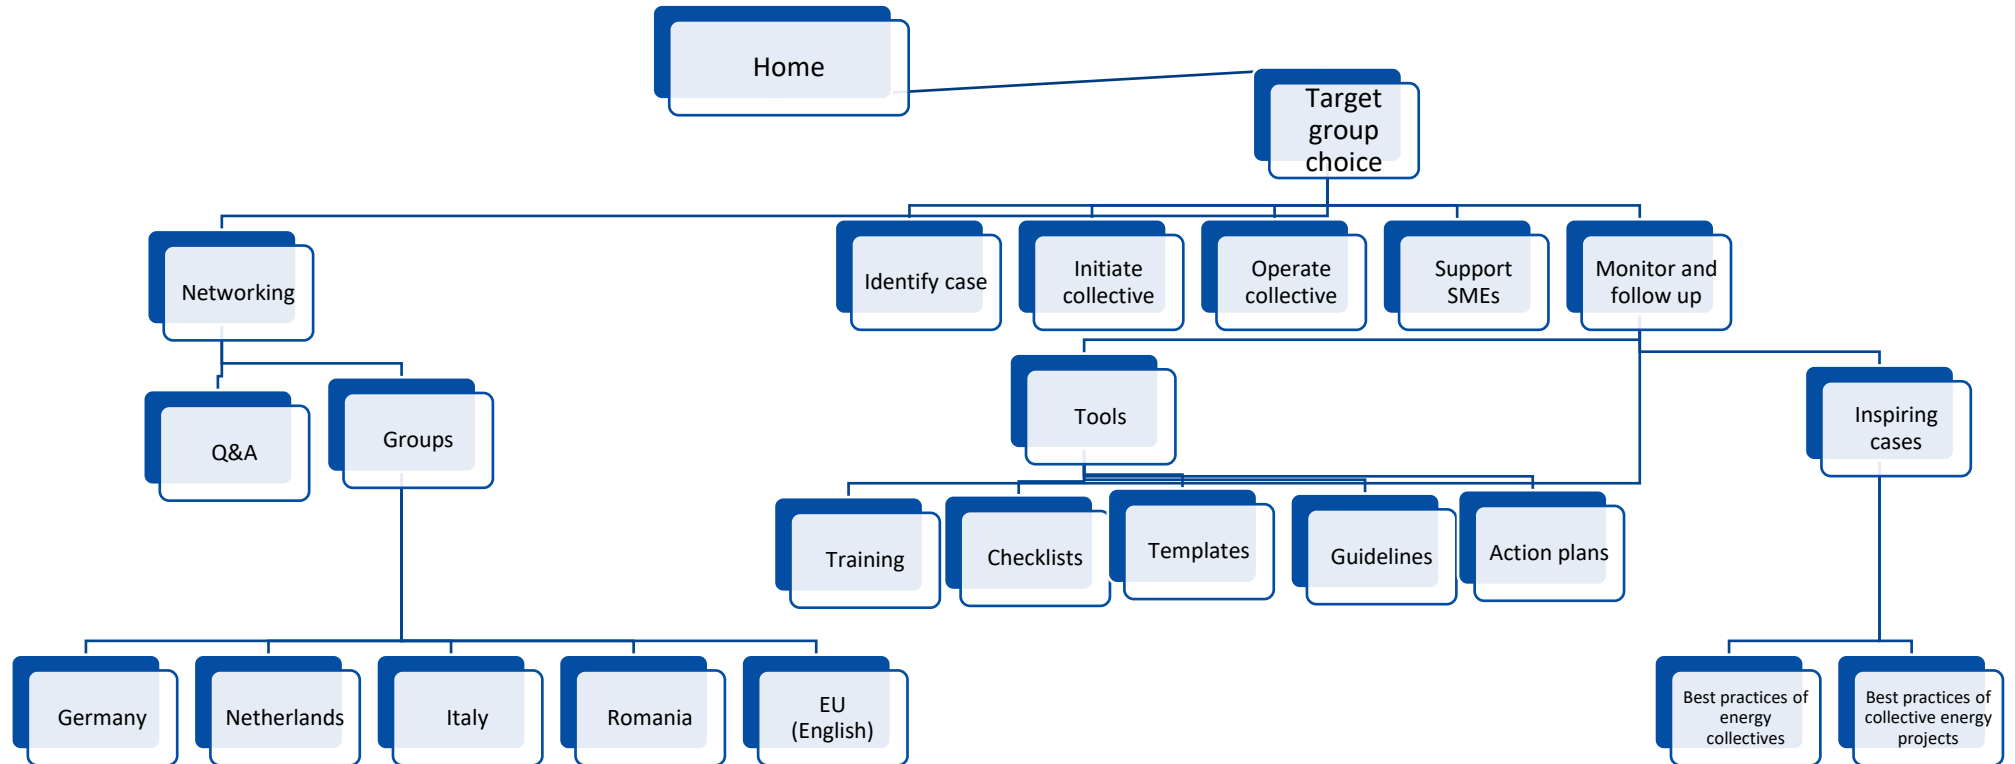 Home
Target
group
choice
Networking
Identify case
Initiate
collective
Operate
collective
Support
SMEs
Monitor and
follow up
Q&A
Groups
Tools
Inspiring
cases
Training
Checklists
Templates
Guidelines
Action plans
Germany
Netherlands
Italy
Romania
EU
(English)
Best practices of
energy
collectives
Best practices of
collective energy
projects